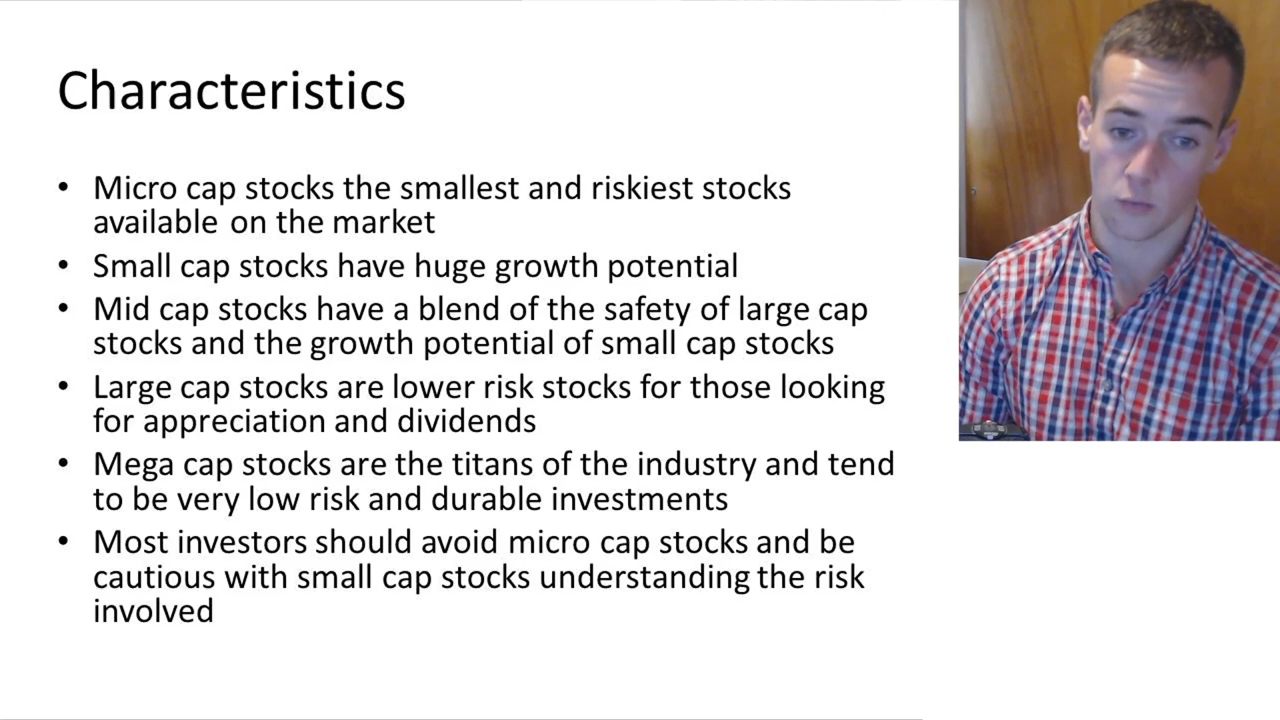 Characteristics
• Micro cap stocks the smallest and riskiest stocks
available on the market
• Small cap stocks have huge growth potential
• Mid cap stocks have a blend of the safety of large cap
stocks and the growth potential of small cap stocks
• Large cap stocks are lower risk stocks for those looking
for appreciation and dividends
• Mega cap stocks are the titans of the industry and tend
to be very low risk and durable investments
• Most investors should avoid micro cap stocks and be
cautious with small cap stocks understanding the risk
involved